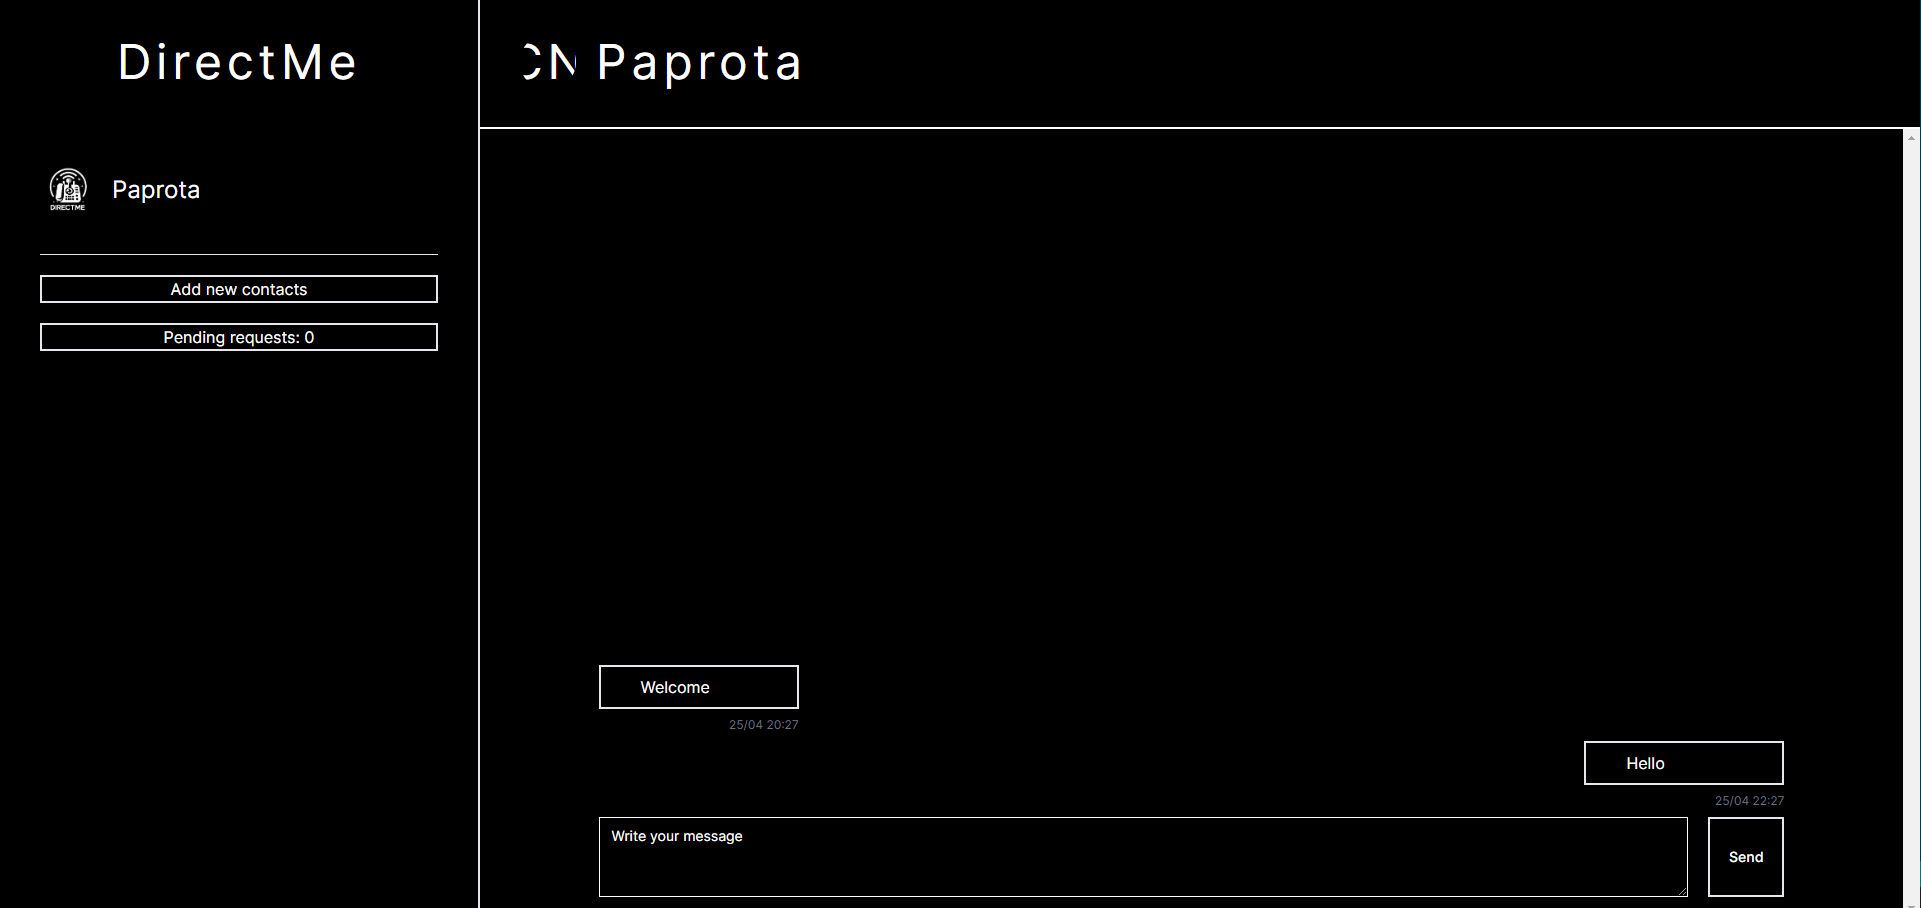 DirectMe
Paprota
DIRECTME
Paprota
Add new contacts
Pending requests: 0
Welcome
25/04 20:27
Hello
25/04 22:27
Write your message
Send